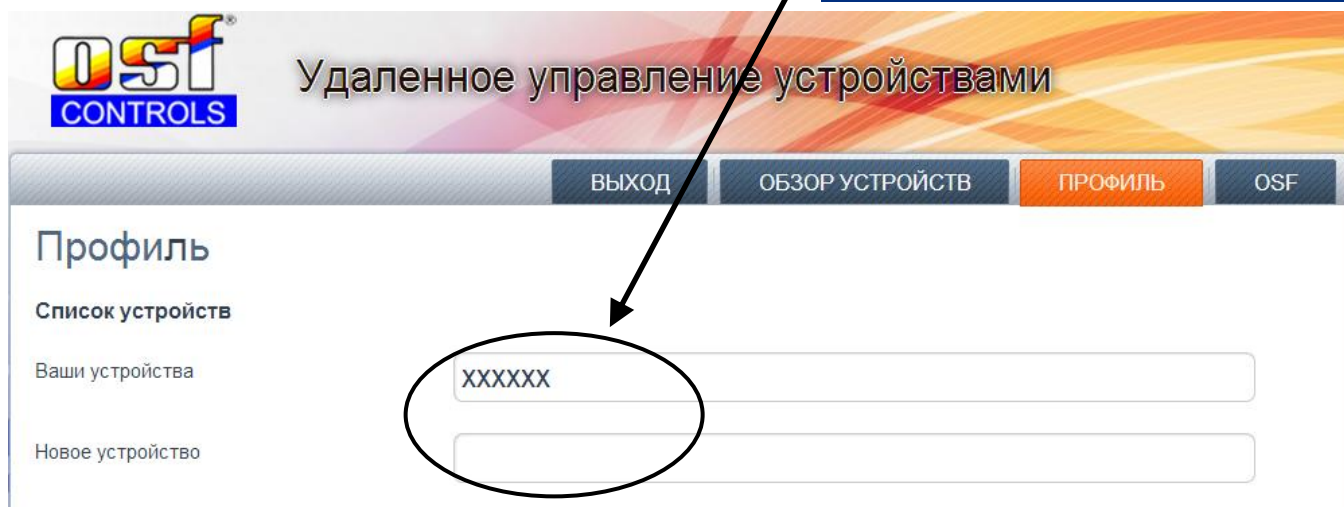 osf®
CONTROLS
Удаленное управление устройствами
ВЫХОД ОБЗОР УСТРОЙСТВ ПРОФИЛЬ OSF
Профиль
Список устройств
Ваши устройства XXXXXX
Новое устройство